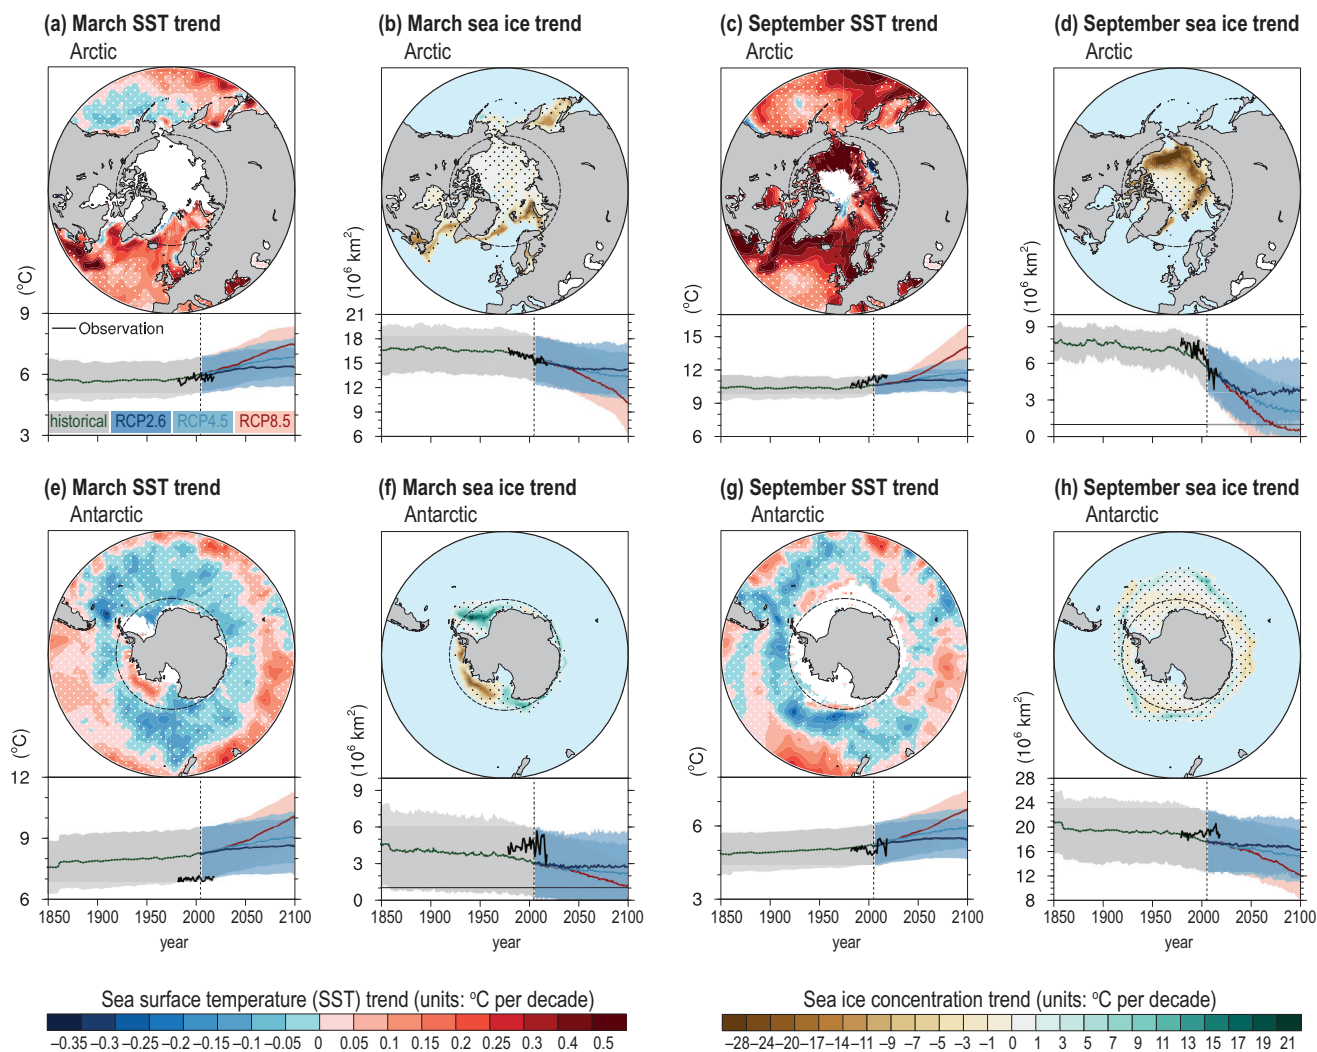 (a) March SST trend
Arctic
(b) March sea ice trend
Arctic
(c) September SST trend
Arctic
(d) September sea ice trend
Arctic
(°C)
9
6
3
Observation
historical
RCP2.6
RCP4.5
RCP8.5
(10⁶ km²)
21
18
15
12
9
6
(°C)
15
12
9
6
(10⁶ km²)
9
6
3
0
(e) March SST trend
Antarctic
(f) March sea ice trend
Antarctic
(g) September SST trend
Antarctic
(h) September sea ice trend
Antarctic
(°C)
12
9
6
1850 1900 1950 2000 2050 2100
year
(10⁶ km²)
9
6
3
0
1850 1900 1950 2000 2050 2100
year
(°C)
6
3
1850 1900 1950 2000 2050 2100
year
(10⁶ km²)
28
24
20
16
12
8
1850 1900 1950 2000 2050 2100
year
Sea surface temperature (SST) trend (units: °C per decade)
−0.35 −0.3 −0.25 −0.2 −0.15 −0.1 −0.05 0 0.05 0.1 0.15 0.2 0.25 0.3 0.4 0.5
Sea ice concentration trend (units: °C per decade)
−28 −24 −20 −17 −14 −11 −9 −7 −5 −3 −1 0 1 3 5 7 9 11 13 15 17 19 21